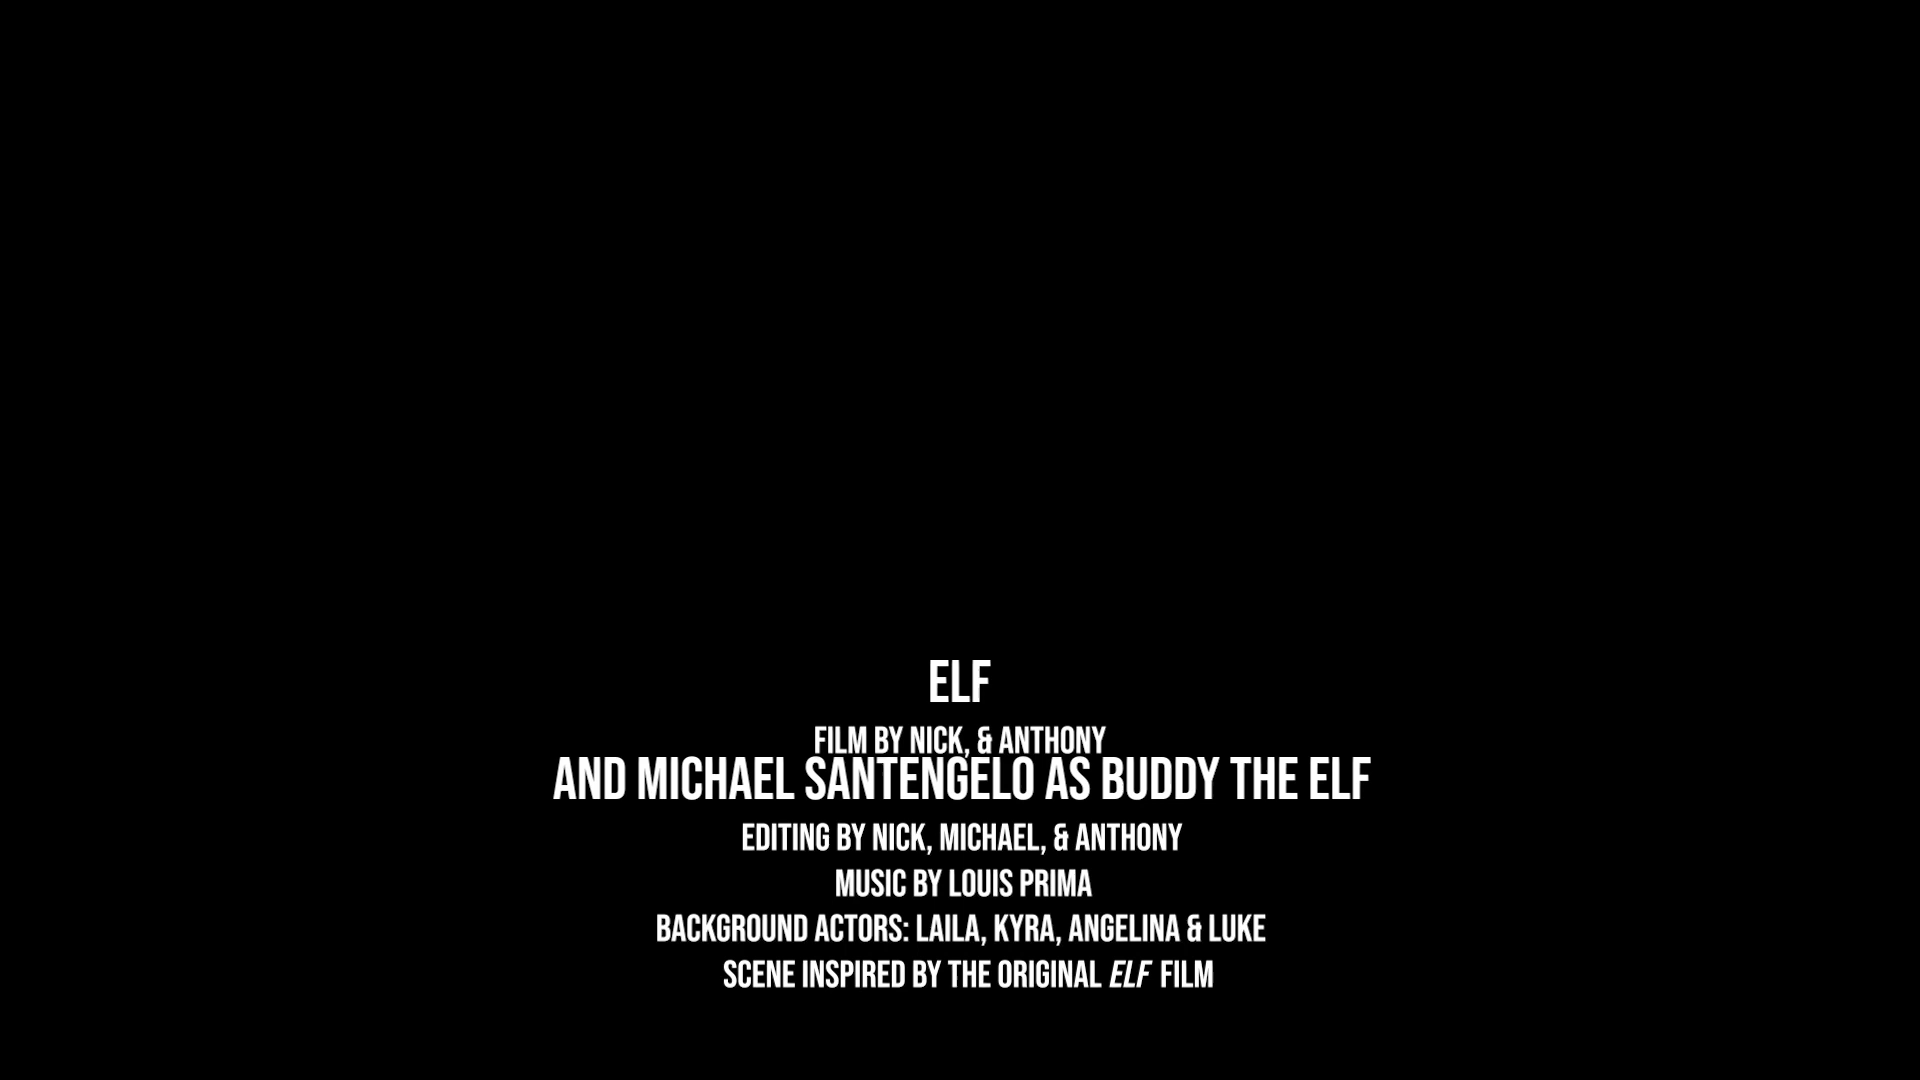 ELF
FILM BY NICK, & ANTHONY
AND MICHAEL SANTENGELO AS BUDDY THE ELF
EDITING BY NICK, MICHAEL, & ANTHONY
MUSIC BY LOUIS PRIMA
BACKGROUND ACTORS: LAILA, KYRA, ANGELINA & LUKE
SCENE INSPIRED BY THE ORIGINAL ELF FILM